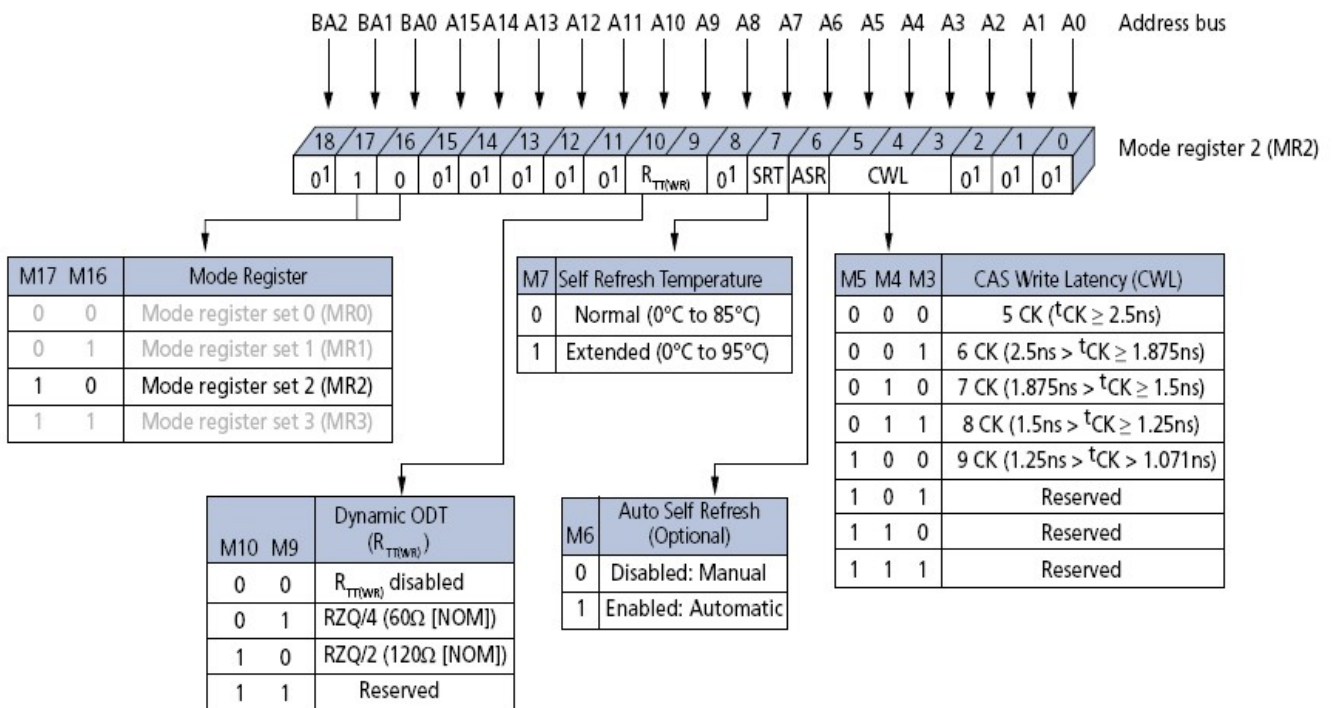 BA2 BA1 BA0 A15 A14 A13 A12 A11 A10 A9 A8 A7 A6 A5 A4 A3 A2 A1 A0 Address bus
18 17 16 15 14 13 12 11 10 9 8 7 6 5 4 3 2 1 0
Mode register 2 (MR2)
0¹ 1 0 0¹ 0¹ 0¹ 0¹ 0¹ RTT(WR) 0¹ SRT ASR CWL 0¹ 0¹ 0¹
M17 M16 Mode Register
0 0 Mode register set 0 (MR0)
0 1 Mode register set 1 (MR1)
1 0 Mode register set 2 (MR2)
1 1 Mode register set 3 (MR3)
M7 Self Refresh Temperature
0 Normal (0°C to 85°C)
1 Extended (0°C to 95°C)
M5 M4 M3 CAS Write Latency (CWL)
0 0 0 5 CK (tCK ≥ 2.5ns)
0 0 1 6 CK (2.5ns > tCK ≥ 1.875ns)
0 1 0 7 CK (1.875ns > tCK ≥ 1.5ns)
0 1 1 8 CK (1.5ns > tCK ≥ 1.25ns)
1 0 0 9 CK (1.25ns > tCK > 1.071ns)
1 0 1 Reserved
1 1 0 Reserved
1 1 1 Reserved
M10 M9 Dynamic ODT
(RTT(WR))
0 0 RTT(WR) disabled
0 1 RZQ/4 (60Ω [NOM])
1 0 RZQ/2 (120Ω [NOM])
1 1 Reserved
M6 Auto Self Refresh
(Optional)
0 Disabled: Manual
1 Enabled: Automatic